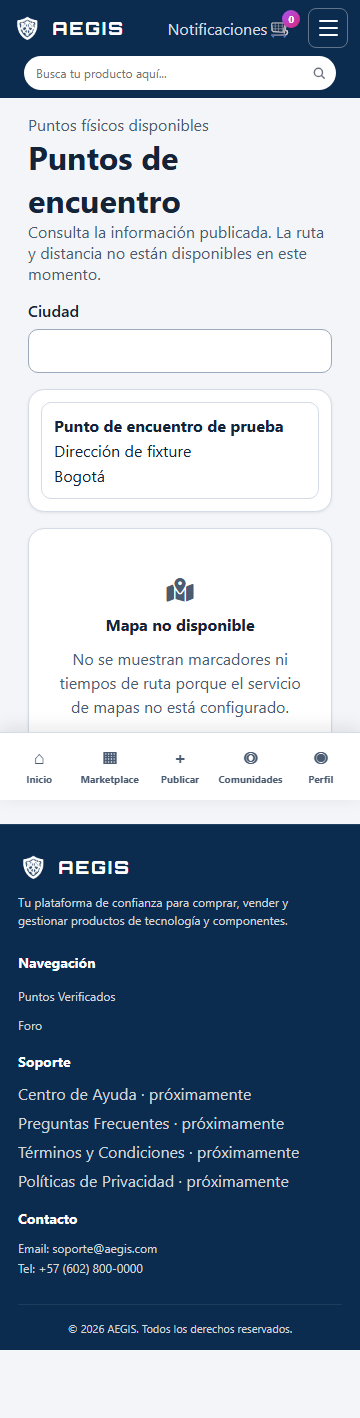 AEGIS
Notificaciones
0
Busca tu producto aquí...
Puntos físicos disponibles
Puntos de
encuentro
Consulta la información publicada. La ruta
y distancia no están disponibles en este
momento.
Ciudad
Punto de encuentro de prueba
Dirección de fixture
Bogotá
Mapa no disponible
No se muestran marcadores ni
tiempos de ruta porque el servicio
de mapas no está configurado.
Inicio
Marketplace
Publicar
Comunidades
Perfil
AEGIS
Tu plataforma de confianza para comprar, vender y
gestionar productos de tecnología y componentes.
Navegación
Puntos Verificados
Foro
Soporte
Centro de Ayuda · próximamente
Preguntas Frecuentes · próximamente
Términos y Condiciones · próximamente
Políticas de Privacidad · próximamente
Contacto
Email: soporte@aegis.com
Tel: +57 (602) 800-0000
© 2026 AEGIS. Todos los derechos reservados.